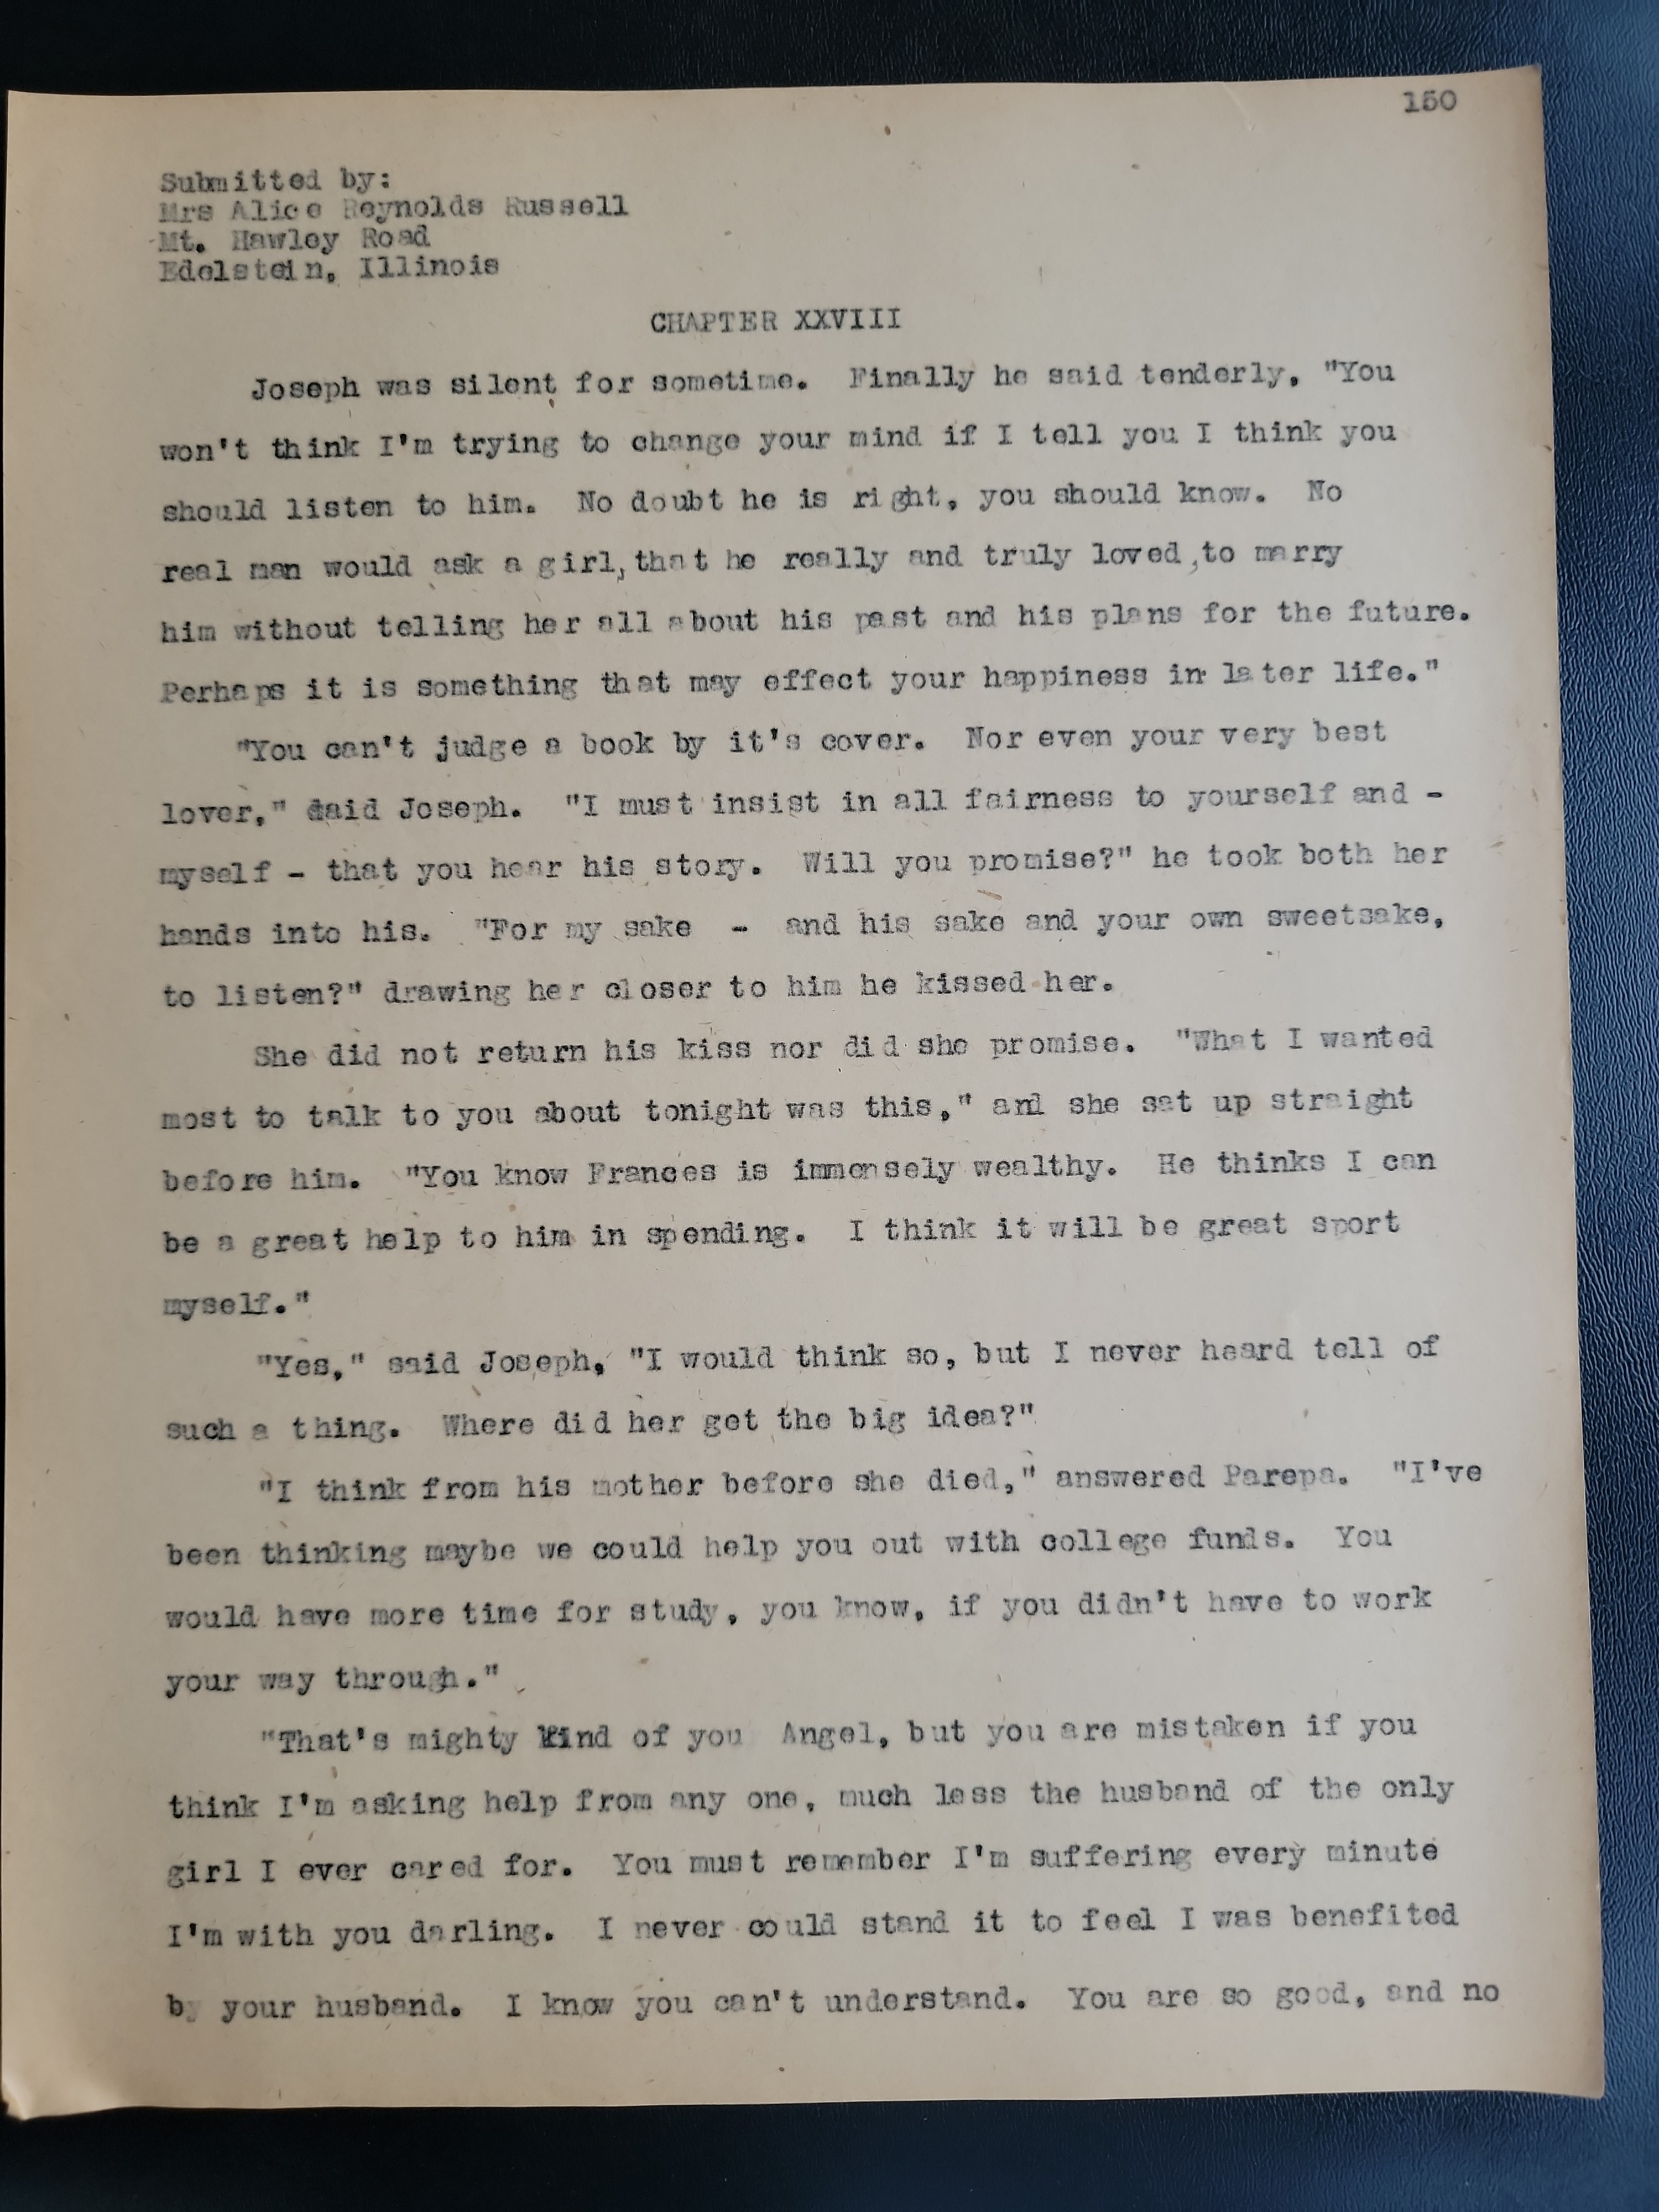 150
Submitted by:
Mrs Alice Reynolds Russell
Mt. Hawley Road
Edelstein, Illinois
CHAPTER XXVIII
Joseph was silent for sometime. Finally he said tenderly, "You
won't think I'm trying to change your mind if I tell you I think you
should listen to him. No doubt he is right, you should know. No
real man would ask a girl, that he really and truly loved, to marry
him without telling her all about his past and his plans for the future.
Perhaps it is something that may effect your happiness in later life."
"You can't judge a book by it's cover. Nor even your very best
lover," said Joseph. "I must insist in all fairness to yourself and -
myself - that you hear his story. Will you promise?" he took both her
hands into his. "For my sake - and his sake and your own sweetsake,
to listen?" drawing her closer to him he kissed her.
She did not return his kiss nor did she promise. "What I wanted
most to talk to you about tonight was this," and she sat up straight
before him. "You know Frances is immensely wealthy. He thinks I can
be a great help to him in spending. I think it will be great sport
myself."
"Yes," said Joseph, "I would think so, but I never heard tell of
such a thing. Where did her get the big idea?"
"I think from his mother before she died," answered Parepa. "I've
been thinking maybe we could help you out with college funds. You
would have more time for study, you know, if you didn't have to work
your way through."
"That's mighty kind of you Angel, but you are mistaken if you
think I'm asking help from any one, much less the husband of the only
girl I ever cared for. You must remember I'm suffering every minute
I'm with you darling. I never could stand it to feel I was benefited
by your husband. I know you can't understand. You are so good, and no